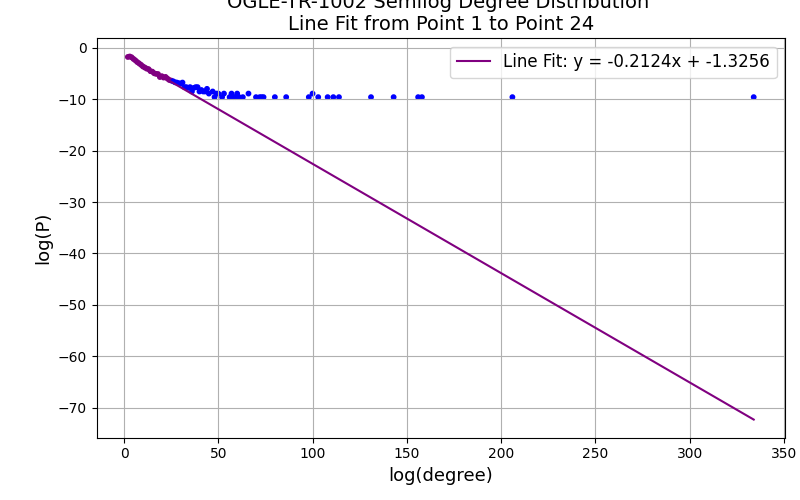 OGLE-TR-1002 Semilog Degree Distribution
Line Fit from Point 1 to Point 24
Line Fit: y = -0.2124x + -1.3256
0
−10
−20
−30
−40
−50
−60
−70
log(P)
0 50 100 150 200 250 300 350
log(degree)